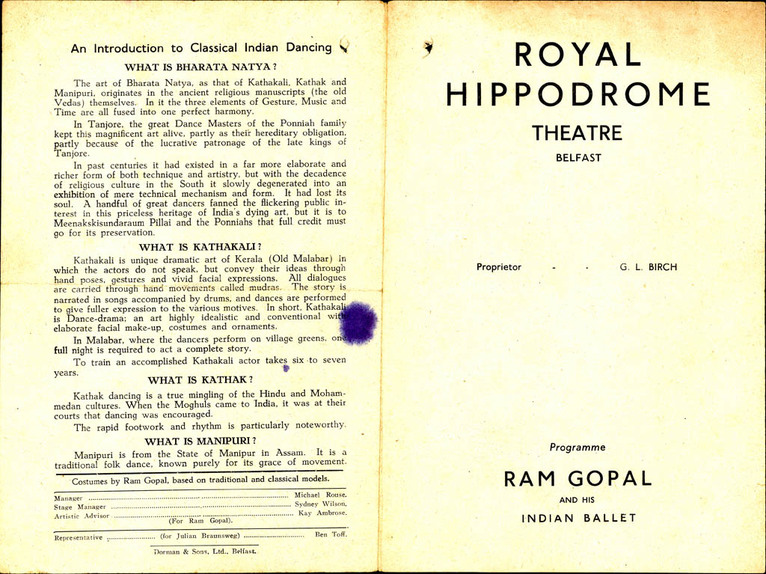 An Introduction to Classical Indian Dancing
WHAT IS BHARATA NATYA?
The art of Bharata Natya, as that of Kathakali, Kathak and
Manipuri, originates in the ancient religious manuscripts (the old
Vedas) themselves. In it the three elements of Gesture, Music and
Time are all fused into one perfect harmony.
In Tanjore, the great Dance Masters of the Ponniah family
kept this magnificent art alive, partly as their hereditary obligation,
partly because of the lucrative patronage of the late kings of
Tanjore.
In past centuries it had existed in a far more elaborate and
richer form of both technique and artistry, but with the decadence
of religious culture in the South it slowly degenerated into an
exhibition of mere technical mechanism and form. It had lost its
soul. A handful of great dancers fanned the flickering public in-
terest in this priceless heritage of India's dying art, but it is to
Meenakskisundaraum Pillai and the Ponniahs that full credit must
go for its preservation.
WHAT IS KATHAKALI?
Kathakali is unique dramatic art of Kerala (Old Malabar) in
which the actors do not speak, but convey their ideas through
hand poses, gestures and vivid facial expressions. All dialogues
are carried through hand movements called mudras. The story is
narrated in songs accompanied by drums, and dances are performed
to give fuller expression to the various motives. In short, Kathakali
is Dance-drama; an art highly idealistic and conventional with
elaborate facial make-up, costumes and ornaments.
In Malabar, where the dancers perform on village greens, one
full night is required to act a complete story.
To train an accomplished Kathakali actor takes six to seven
years.
WHAT IS KATHAK?
Kathak dancing is a true mingling of the Hindu and Moham-
medan cultures. When the Moghuls came to India, it was at their
courts that dancing was encouraged.
The rapid footwork and rhythm is particularly noteworthy.
WHAT IS MANIPURI?
Manipuri is from the State of Manipur in Assam. It is a
traditional folk dance, known purely for its grace of movement.
Costumes by Ram Gopal, based on traditional and classical models.
Manager ........ Michael Rouse.
Stage Manager ........ Sydney Wilson.
Artistic Advisor ........ Kay Ambrose.
(For Ram Gopal).
Representative ........ (for Julian Braunsweg) ........ Ben Toff.
Dorman & Sons, Ltd., Belfast.
ROYAL
HIPPODROME
THEATRE
BELFAST
Proprietor - - G. L. BIRCH
Programme
RAM GOPAL
AND HIS
INDIAN BALLET